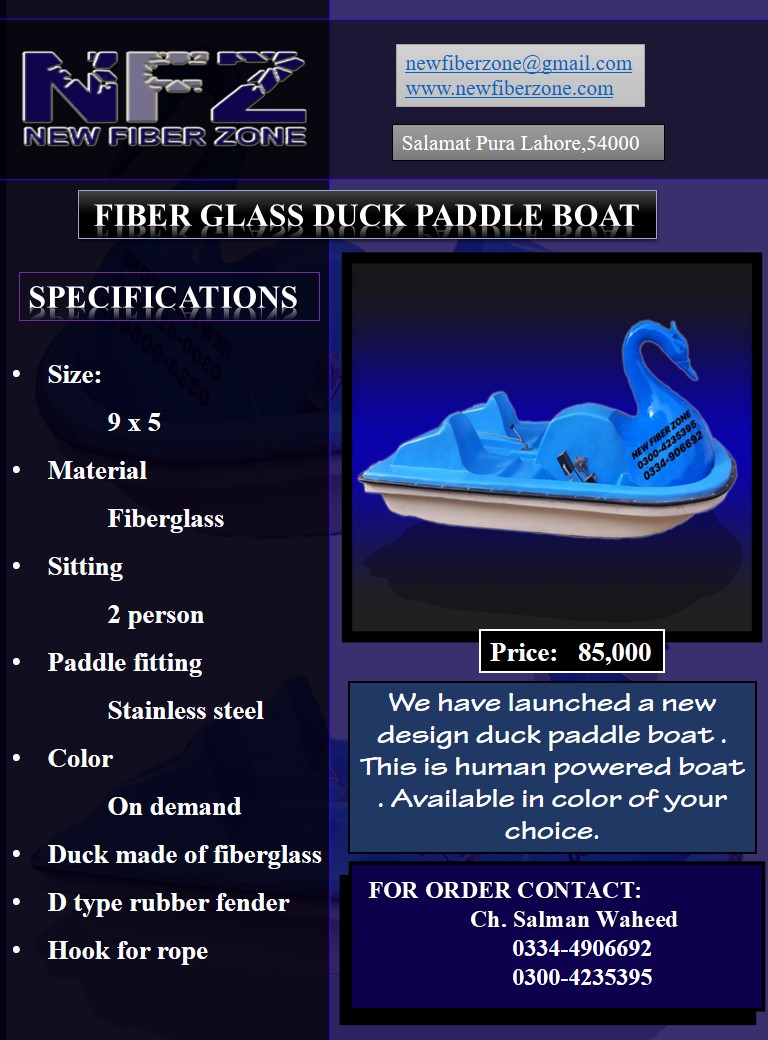 NFZ
NEW FIBER ZONE
newfiberzone@gmail.com
www.newfiberzone.com
Salamat Pura Lahore,54000
FIBER GLASS DUCK PADDLE BOAT
SPECIFICATIONS
• Size:
9 x 5
• Material
Fiberglass
• Sitting
2 person
• Paddle fitting
Stainless steel
• Color
On demand
• Duck made of fiberglass
• D type rubber fender
• Hook for rope
NEW FIBER ZONE
0300-4235395
0334-906692
Price: 85,000
We have launched a new
design duck paddle boat .
This is human powered boat
. Available in color of your
choice.
FOR ORDER CONTACT:
Ch. Salman Waheed
0334-4906692
0300-4235395